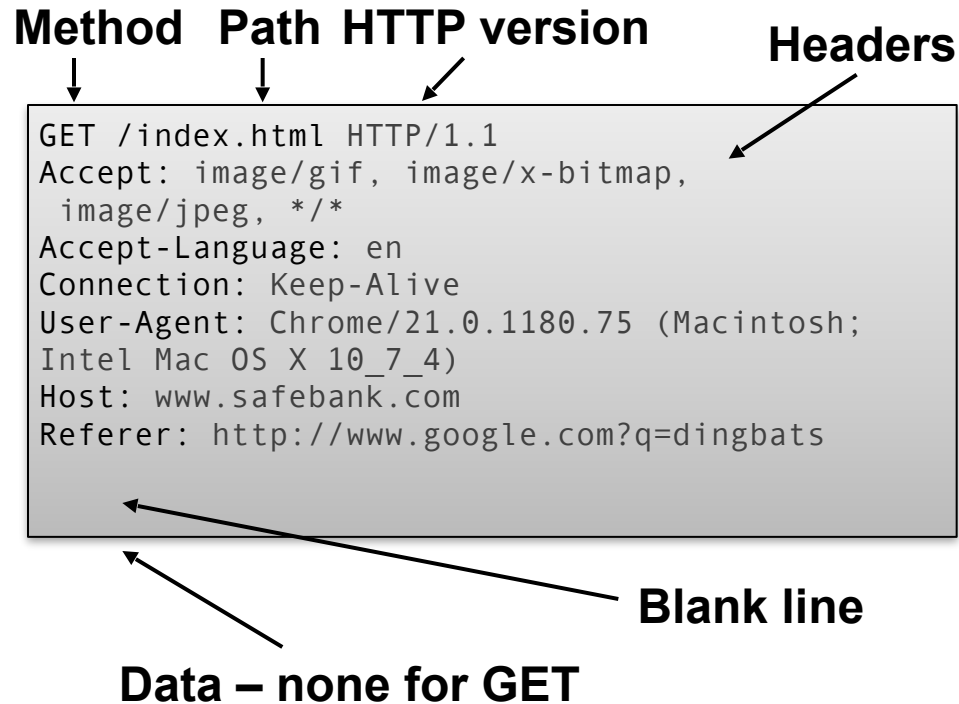 Method Path HTTP version
Headers
GET /index.html HTTP/1.1
Accept: image/gif, image/x-bitmap,
image/jpeg, */*
Accept-Language: en
Connection: Keep-Alive
User-Agent: Chrome/21.0.1180.75 (Macintosh;
Intel Mac OS X 10_7_4)
Host: www.safebank.com
Referer: http://www.google.com?q=dingbats
Blank line
Data – none for GET